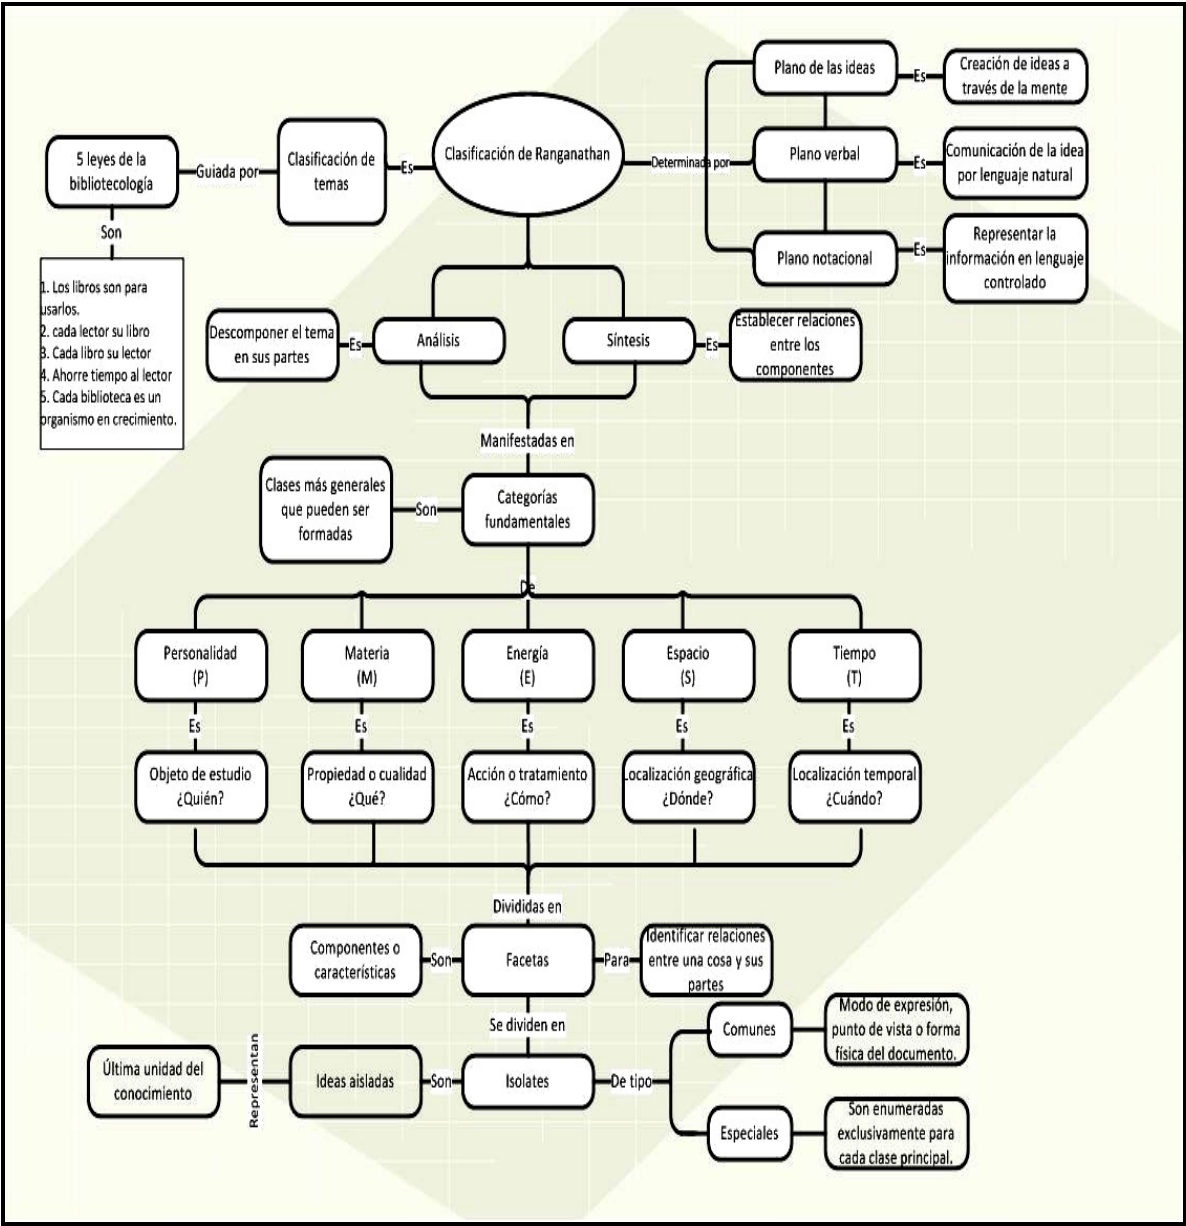 Plano de las ideas
Es
Creación de ideas a
través de la mente
5 leyes de la
bibliotecología
Guiada por
Clasificación de
temas
Es
Clasificación de Ranganathan
Determinada por
Plano verbal
Es
Comunicación de la idea
por lenguaje natural
Plano notacional
Es
Representar la
información en lenguaje
controlado
Son
1. Los libros son para
usarlos.
2. cada lector su libro
3. Cada libro su lector
4. Ahorre tiempo al lector
5. Cada biblioteca es un
organismo en crecimiento.
Descomponer el tema
en sus partes
Es
Análisis
Síntesis
Es
Establecer relaciones
entre los
componentes
Manifestadas en
Clases más generales
que pueden ser
formadas
Son
Categorías
fundamentales
De
Personalidad
(P)
Materia
(M)
Energía
(E)
Espacio
(S)
Tiempo
(T)
Es
Es
Es
Es
Es
Objeto de estudio
¿Quién?
Propiedad o cualidad
¿Qué?
Acción o tratamiento
¿Cómo?
Localización geográfica
¿Dónde?
Localización temporal
¿Cuándo?
Divididas en
Componentes o
características
Son
Facetas
Para
Identificar relaciones
entre una cosa y sus
partes
Se dividen en
Última unidad del
conocimiento
Representan
Ideas aisladas
Son
Isolates
De tipo
Comunes
Modo de expresión,
punto de vista o forma
física del documento.
Especiales
Son enumeradas
exclusivamente para
cada clase principal.